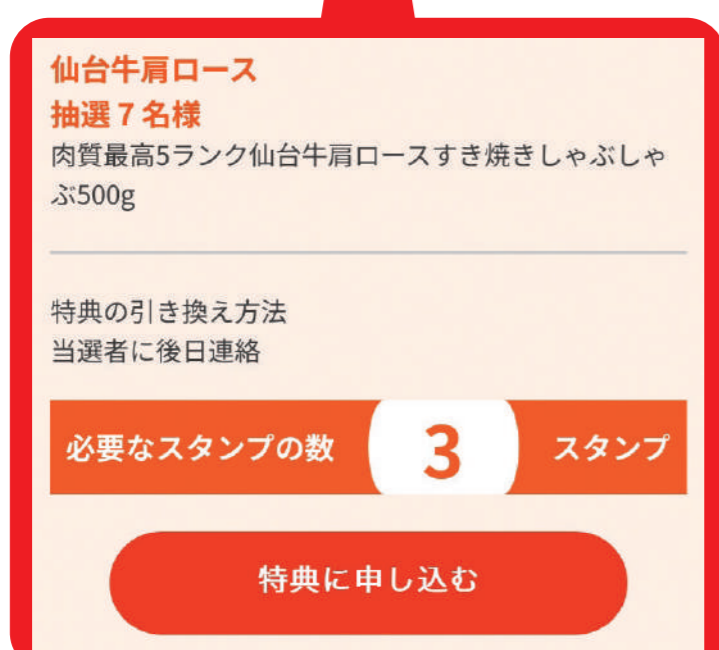 仙台牛肩ロース
抽選７名様
肉質最高5ランク仙台牛肩ロースすき焼きしゃぶしゃ
ぶ500g
特典の引き換え方法
当選者に後日連絡
必要なスタンプの数 3 スタンプ
特典に申し込む